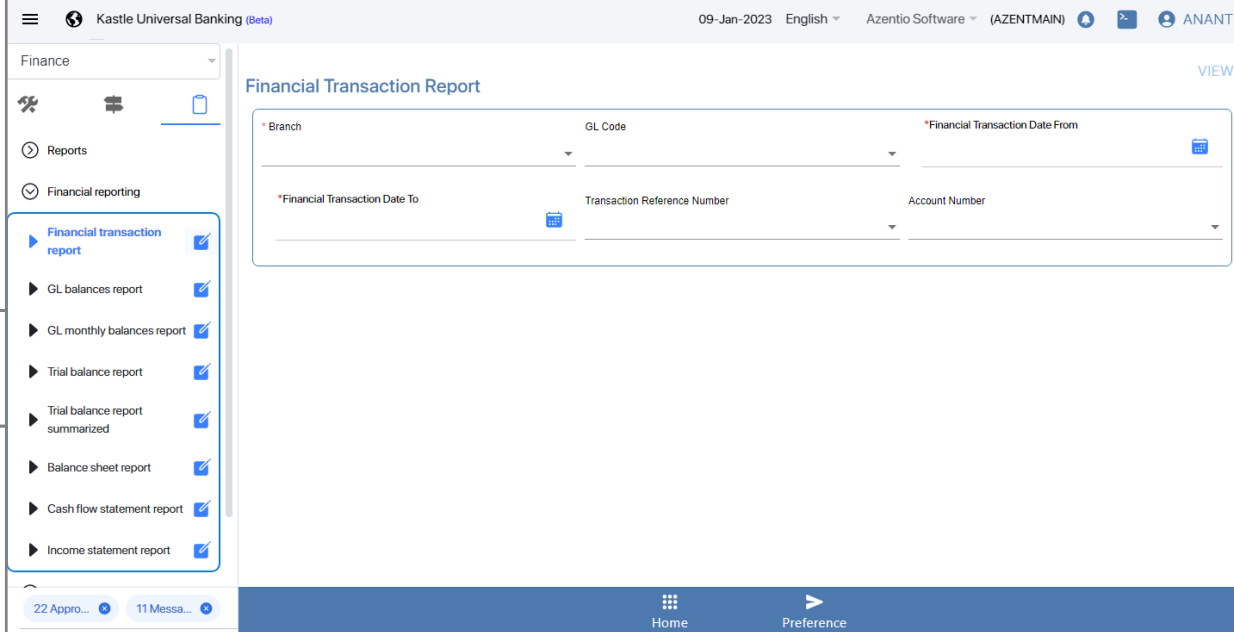 Kastle Universal Banking (Beta)
09-Jan-2023 English Azentio Software (AZENTMAIN) ANANT
Finance
VIEW
Financial Transaction Report
* Branch
GL Code
*Financial Transaction Date From
*Financial Transaction Date To
Transaction Reference Number
Account Number
Reports
Financial reporting
Financial transaction
report
GL balances report
GL monthly balances report
Trial balance report
Trial balance report
summarized
Balance sheet report
Cash flow statement report
Income statement report
22 Appro... 11 Messa...
Home
Preference